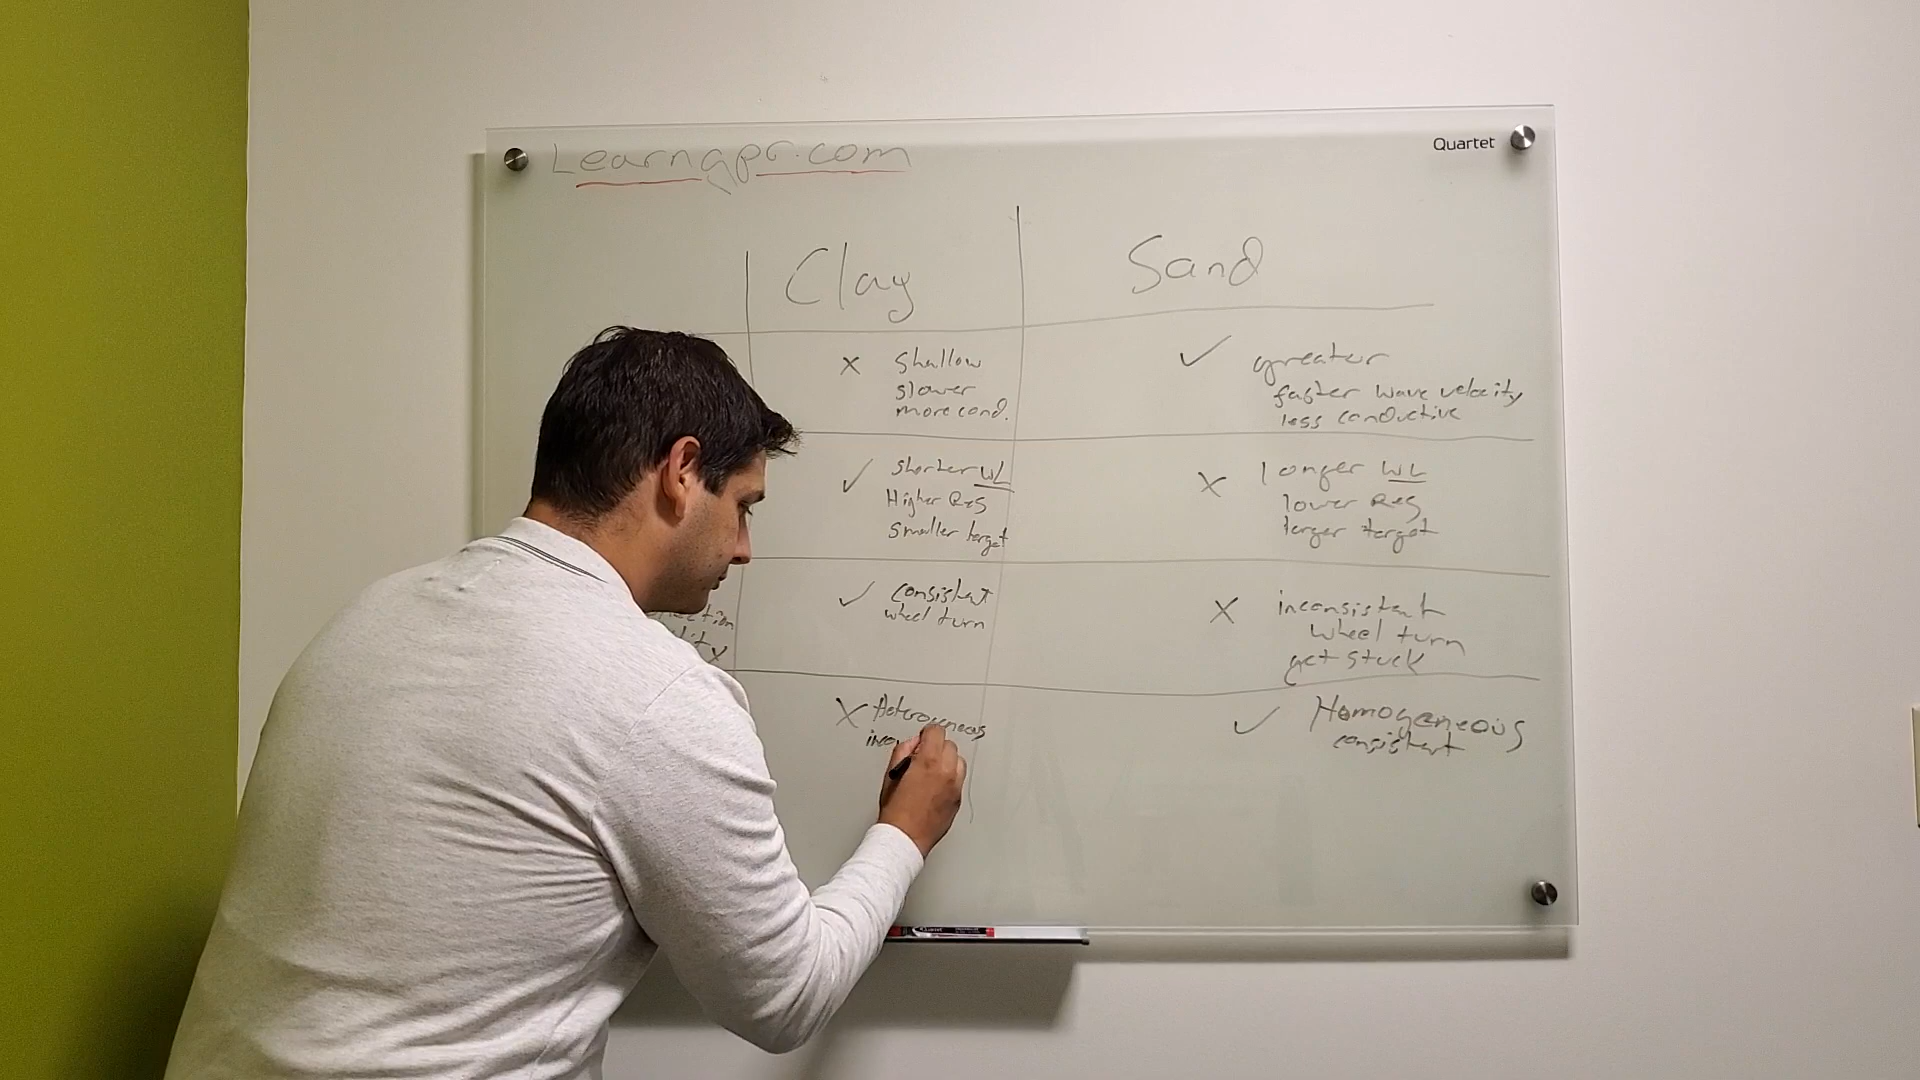 Learngpr.com
Quartet
Clay
Sand
X shallow
slower
more cond.
✓ greater
faster wave velocity
less conductive
✓ shorter WL
Higher Res
smaller target
X longer WL
lower Res
larger target
✓ consistent
wheel turn
X inconsistent
wheel turn
get stuck
X Heterogeneous
✓ Homogeneous
consistent